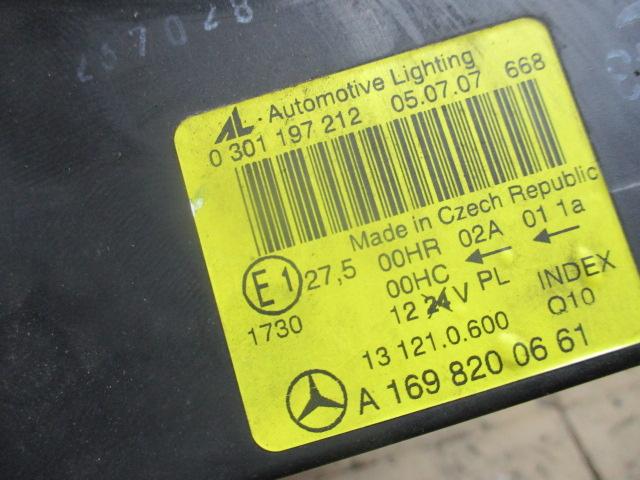 AL Automotive Lighting
0 301 197 212 05.07.07 668
Made in Czech Republic
E1 27,5 00HR 02A 01 1a
00HC ← ←
1730 12 24 V PL INDEX
13 121.0.600 Q10
A 169 820 06 61